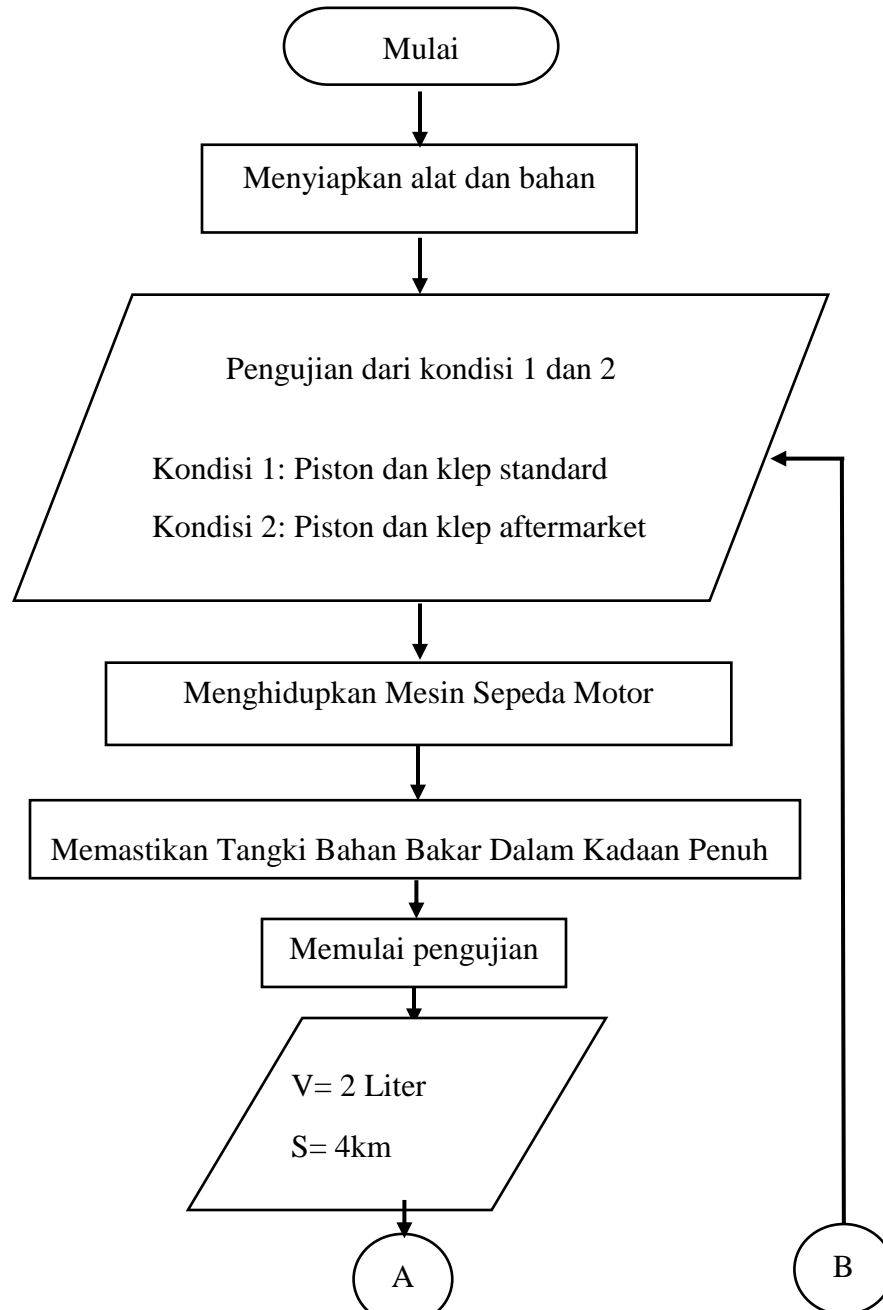 Mulai
Menyiapkan alat dan bahan
Pengujian dari kondisi 1 dan 2
Kondisi 1: Piston dan klep standard
Kondisi 2: Piston dan klep aftermarket
Menghidupkan Mesin Sepeda Motor
Memastikan Tangki Bahan Bakar Dalam Kadaan Penuh
Memulai pengujian
V= 2 Liter
S= 4km
A
B